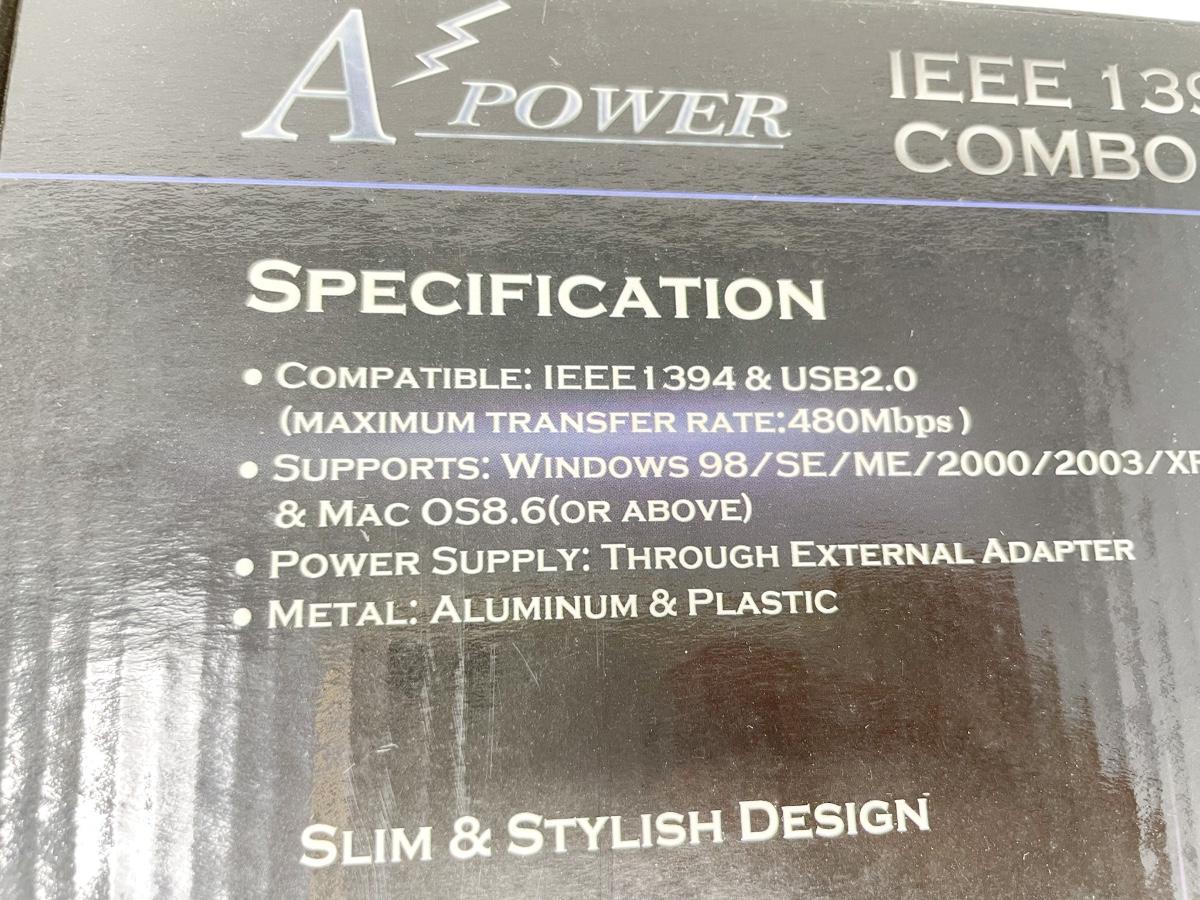 A POWER
IEEE 139
COMBO
SPECIFICATION
• COMPATIBLE: IEEE1394 & USB2.0
(MAXIMUM TRANSFER RATE:480Mbps)
• SUPPORTS: WINDOWS 98/SE/ME/2000/2003/XP
& MAC OS8.6(OR ABOVE)
• POWER SUPPLY: THROUGH EXTERNAL ADAPTER
• METAL: ALUMINUM & PLASTIC
SLIM & STYLISH DESIGN